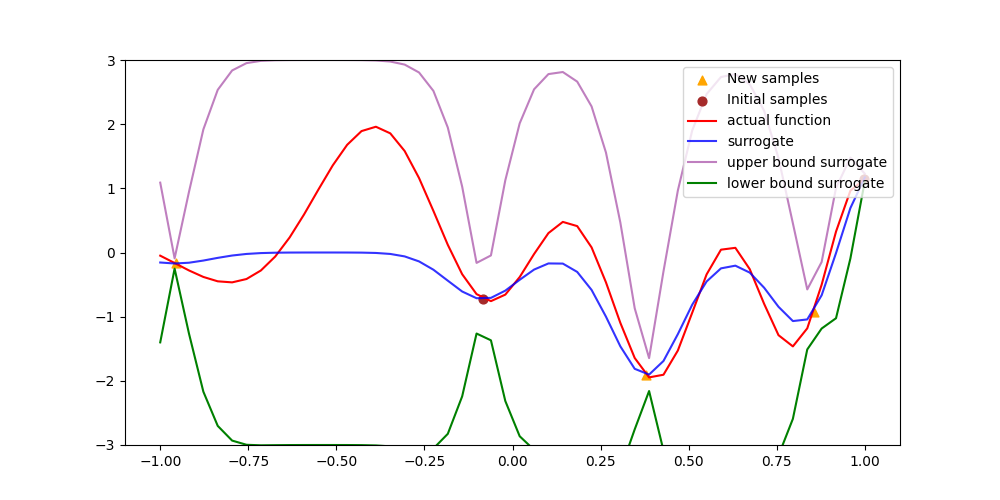 New samples
Initial samples
actual function
surrogate
upper bound surrogate
lower bound surrogate
3
2
1
0
−1
−2
−3
−1.00 −0.75 −0.50 −0.25 0.00 0.25 0.50 0.75 1.00